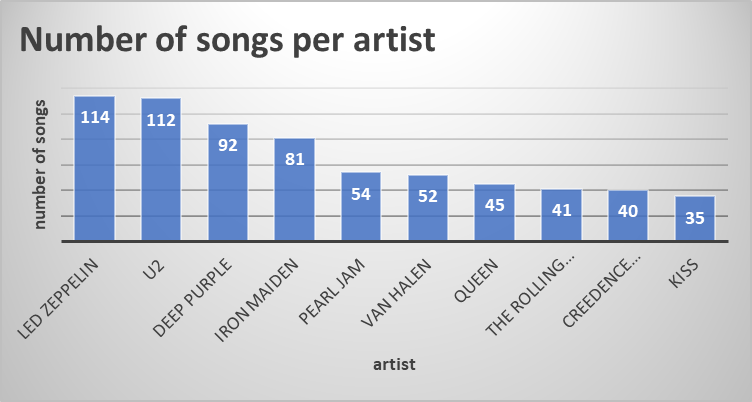 Number of songs per artist
number of songs
114
112
92
81
54
52
45
41
40
35
LED ZEPPELIN
U2
DEEP PURPLE
IRON MAIDEN
PEARL JAM
VAN HALEN
QUEEN
THE ROLLING...
CREEDENCE...
KISS
artist